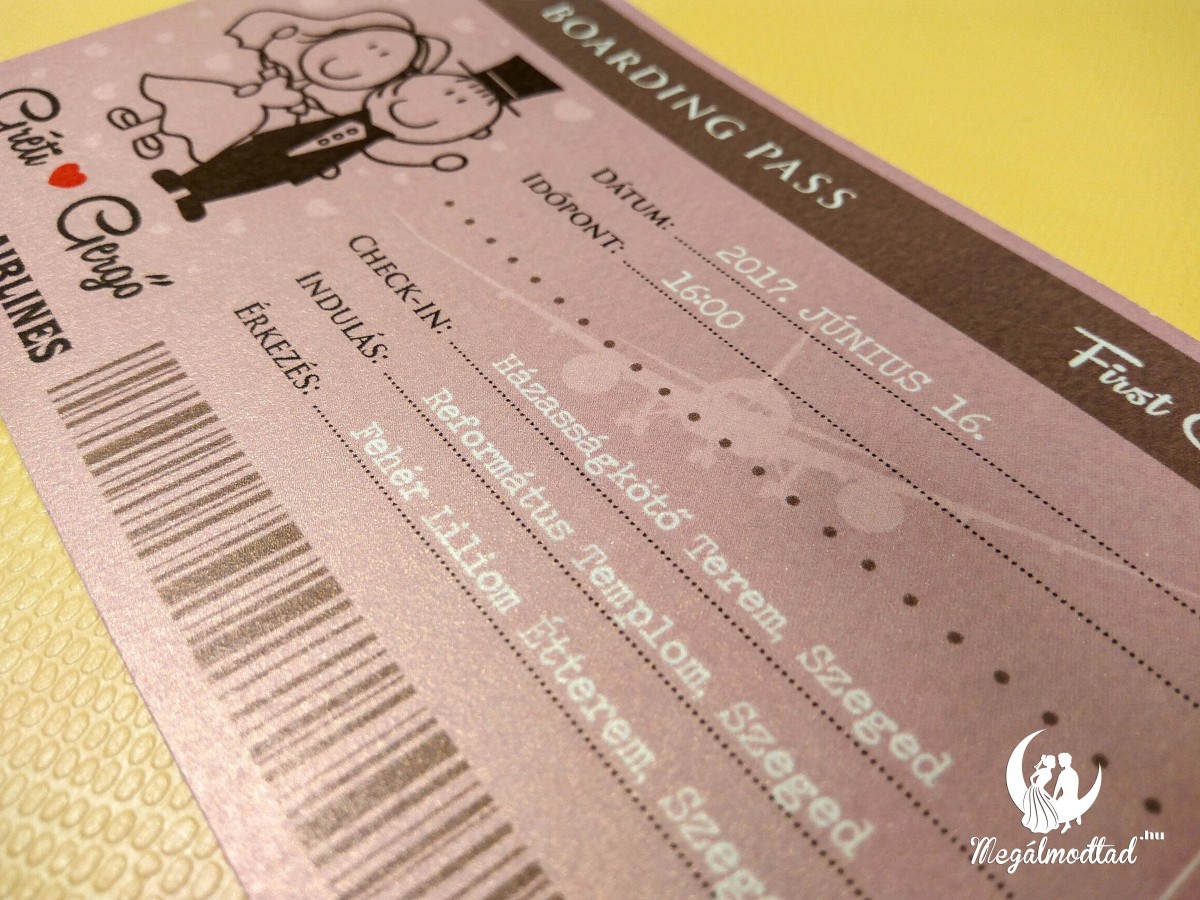 BOARDING PASS
First
Gréti
Gergő
AIRLINES
DÁTUM: 2017. JÚNIUS 16.
IDŐPONT: 16:00
CHECK-IN: Házasságkötő Terem, Szeged
INDULÁS: Református Templom, Szeged
ÉRKEZÉS: Fehér Liliom Étterem, Szeged
Megálmodtad.hu